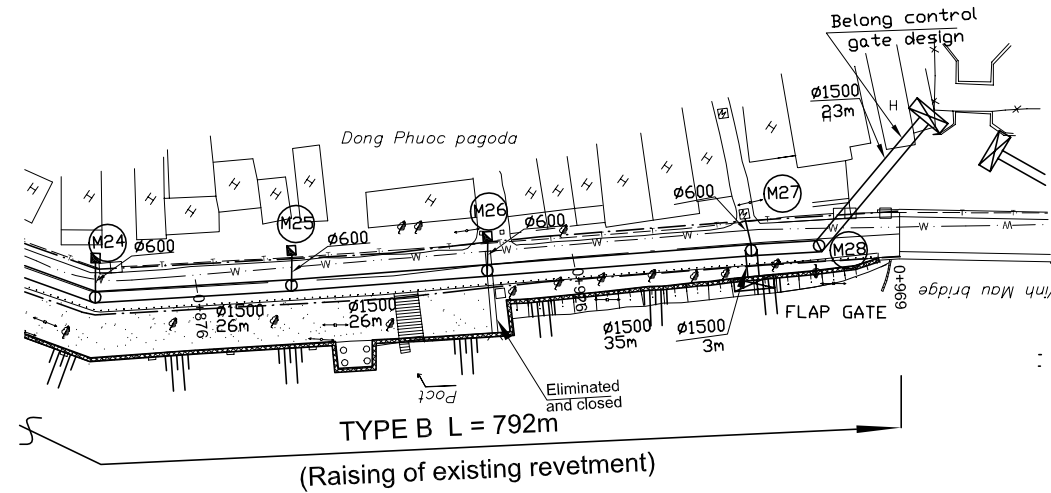 Belong control
gate design
Ø1500
23m
H
Dong Phuoc pagoda
M24
Ø600
M25
Ø600
M26
Ø600
Ø600
M27
M28
Ø1500
26m
Ø1500
26m
Ø1500
35m
Ø1500
3m
FLAP GATE
0+969
Eliminated
and closed
TYPE B L = 792m
(Raising of existing revetment)